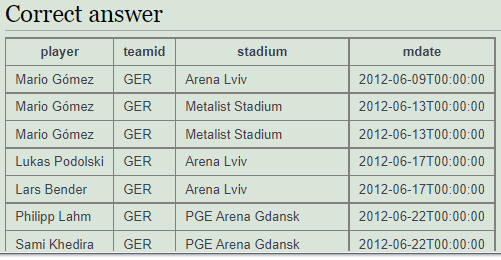 Correct answer
player teamid stadium mdate
Mario Gómez GER Arena Lviv 2012-06-09T00:00:00
Mario Gómez GER Metalist Stadium 2012-06-13T00:00:00
Mario Gómez GER Metalist Stadium 2012-06-13T00:00:00
Lukas Podolski GER Arena Lviv 2012-06-17T00:00:00
Lars Bender GER Arena Lviv 2012-06-17T00:00:00
Philipp Lahm GER PGE Arena Gdansk 2012-06-22T00:00:00
Sami Khedira GER PGE Arena Gdansk 2012-06-22T00:00:00